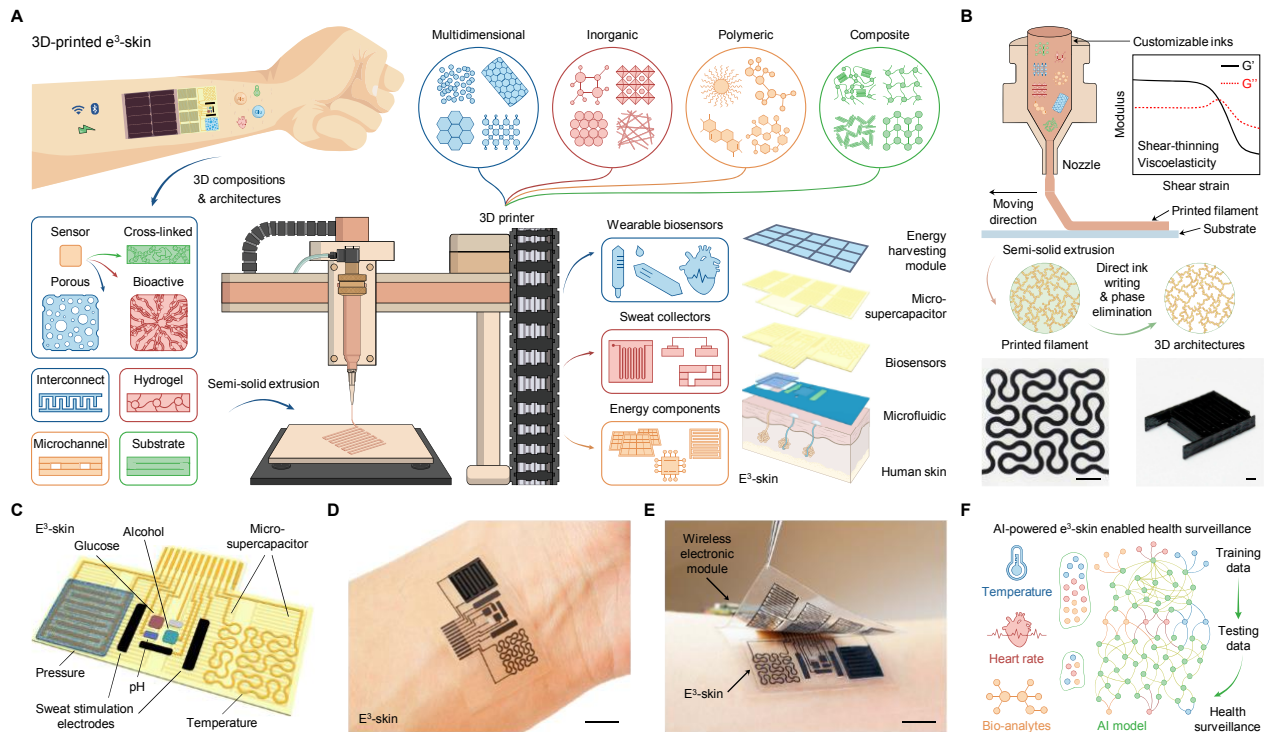 A
3D-printed e³-skin
Multidimensional
Inorganic
Polymeric
Composite
3D compositions
& architectures
3D printer
Sensor
Cross-linked
Porous
Bioactive
Interconnect
Hydrogel
Microchannel
Substrate
Semi-solid extrusion
Wearable biosensors
Sweat collectors
Energy components
Energy
harvesting
module
Micro-
supercapacitor
Biosensors
Microfluidic
Human skin
E³-skin
B
Customizable inks
G'
G''
Modulus
Shear-thinning
Viscoelasticity
Shear strain
Nozzle
Moving
direction
Printed filament
Substrate
Semi-solid extrusion
Direct ink
writing
& phase
elimination
Printed filament
3D architectures
C
E³-skin
Glucose
Alcohol
Micro-
supercapacitor
Pressure
pH
Sweat stimulation
electrodes
Temperature
D
E³-skin
E
Wireless
electronic
module
E³-skin
F
AI-powered e³-skin enabled health surveillance
Temperature
Heart rate
Bio-analytes
AI model
Training
data
Testing
data
Health
surveillance